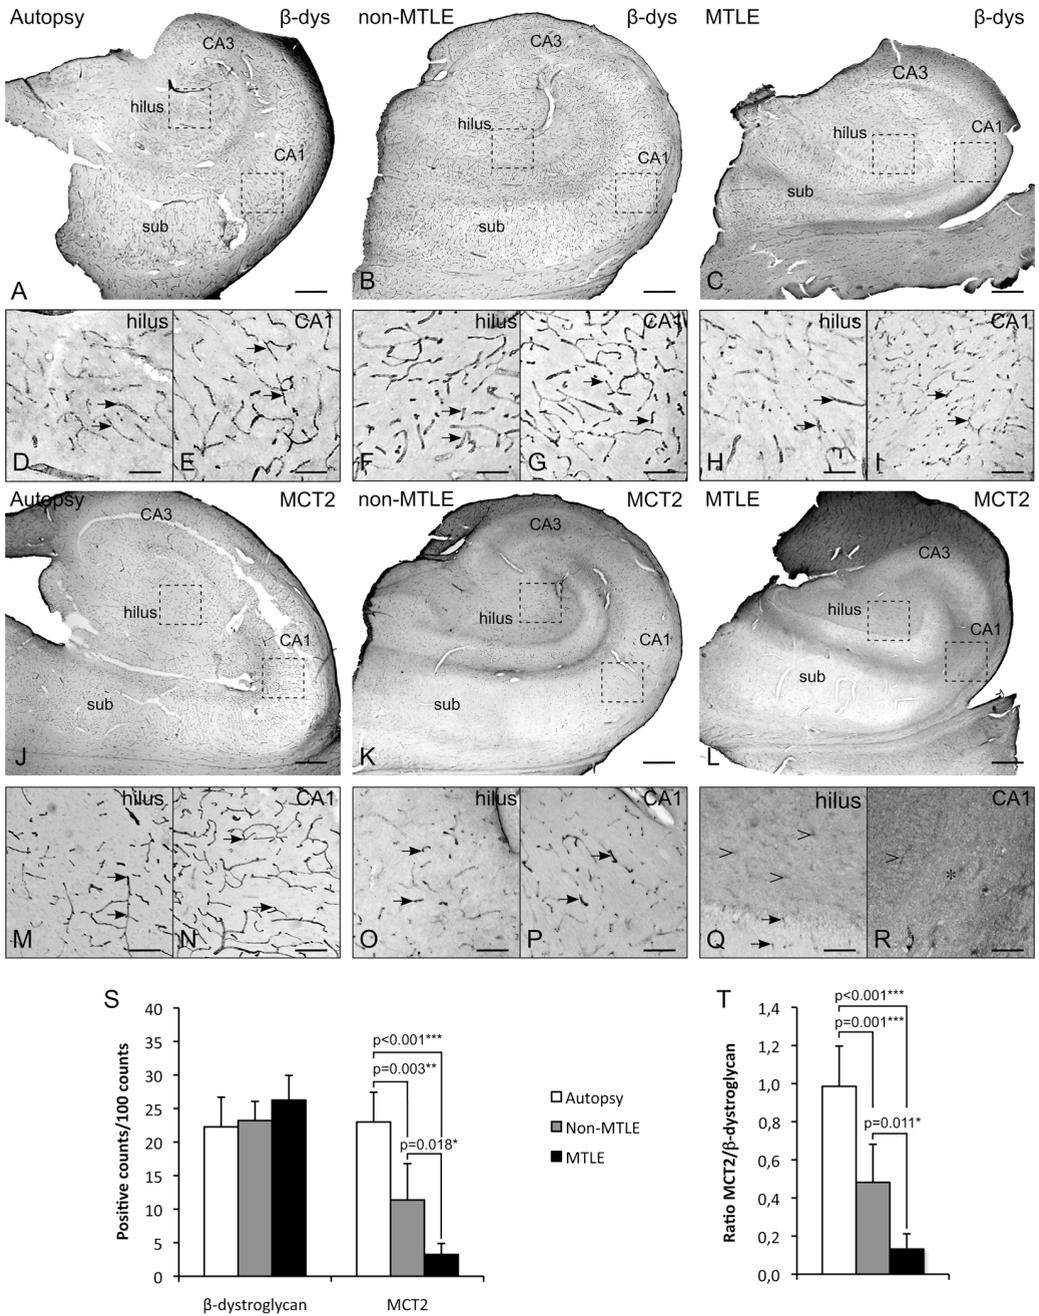 Autopsy β-dys non-MTLE β-dys MTLE β-dys
CA3 CA3 CA3
hilus hilus hilus
CA1 CA1 CA1
sub sub sub
A B C
hilus CA1 hilus CA1 hilus CA1
D E F G H I
Autopsy MCT2 non-MTLE MCT2 MTLE MCT2
CA3 CA3 CA3
hilus hilus hilus
CA1 CA1 CA1
sub sub sub
J K L
hilus CA1 hilus CA1 hilus CA1
> > > > *
M N O P Q R
S
Positive counts/100 counts
40
35
30
25
20
15
10
5
0
p<0.001***
p=0.003**
p=0.018*
β-dystroglycan MCT2
Autopsy
Non-MTLE
MTLE
T
Ratio MCT2/β-dystroglycan
1,4
1,2
1,0
0,8
0,6
0,4
0,2
0,0
p<0.001***
p=0.001***
p=0.011*